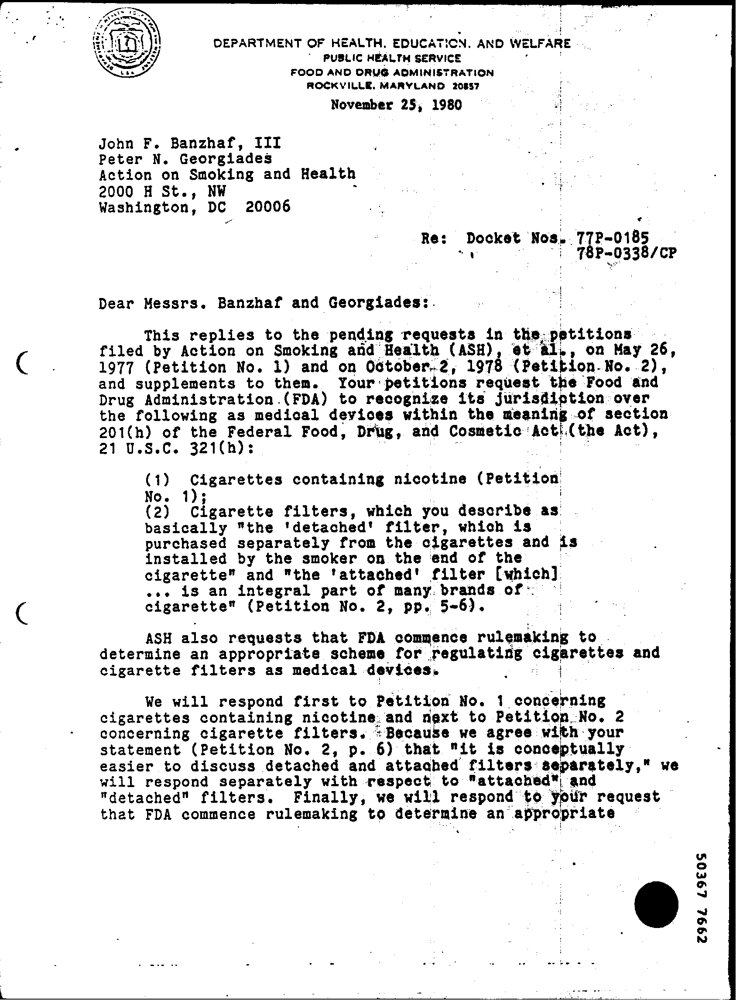 DEPARTMENT OF HEALTH, EDUCATION, AND WELFARE
PUBLIC HEALTH SERVICE
FOOD AND DRUG ADMINISTRATION
ROCKVILLE, MARYLAND 20857
November 25, 1980
John F. Banzhaf, III
Peter N. Georgiades
Action on Smoking and Health
2000 H St., NW
Washington, DC 20006
Re: Docket Nos. 77P-0185
78P-0338/CP
Dear Messrs. Banzhaf and Georgiades:
This replies to the pending requests in the petitions
filed by Action on Smoking and Health (ASH), et al., on May 26,
1977 (Petition No. 1) and on October 2, 1978 (Petition No. 2),
and supplements to them. Your petitions request the Food and
Drug Administration (FDA) to recognize its jurisdiction over
the following as medical devices within the meaning of section
201(h) of the Federal Food, Drug, and Cosmetic Act (the Act),
21 U.S.C. 321(h):
(1) Cigarettes containing nicotine (Petition
No. 1);
(2) Cigarette filters, which you describe as
basically "the 'detached' filter, which is
purchased separately from the cigarettes and is
installed by the smoker on the end of the
cigarette" and "the 'attached' filter [which]
... is an integral part of many brands of
cigarette" (Petition No. 2, pp. 5-6).
ASH also requests that FDA commence rulemaking to
determine an appropriate scheme for regulating cigarettes and
cigarette filters as medical devices.
We will respond first to Petition No. 1 concerning
cigarettes containing nicotine and next to Petition No. 2
concerning cigarette filters. Because we agree with your
statement (Petition No. 2, p. 6) that "it is conceptually
easier to discuss detached and attached filters separately," we
will respond separately with respect to "attached" and
"detached" filters. Finally, we will respond to your request
that FDA commence rulemaking to determine an appropriate
50367 7662